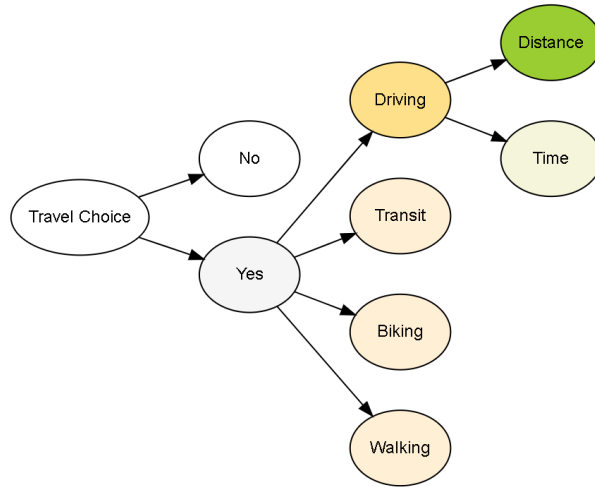 Distance
Driving
No
Time
Travel Choice
Transit
Yes
Biking
Walking